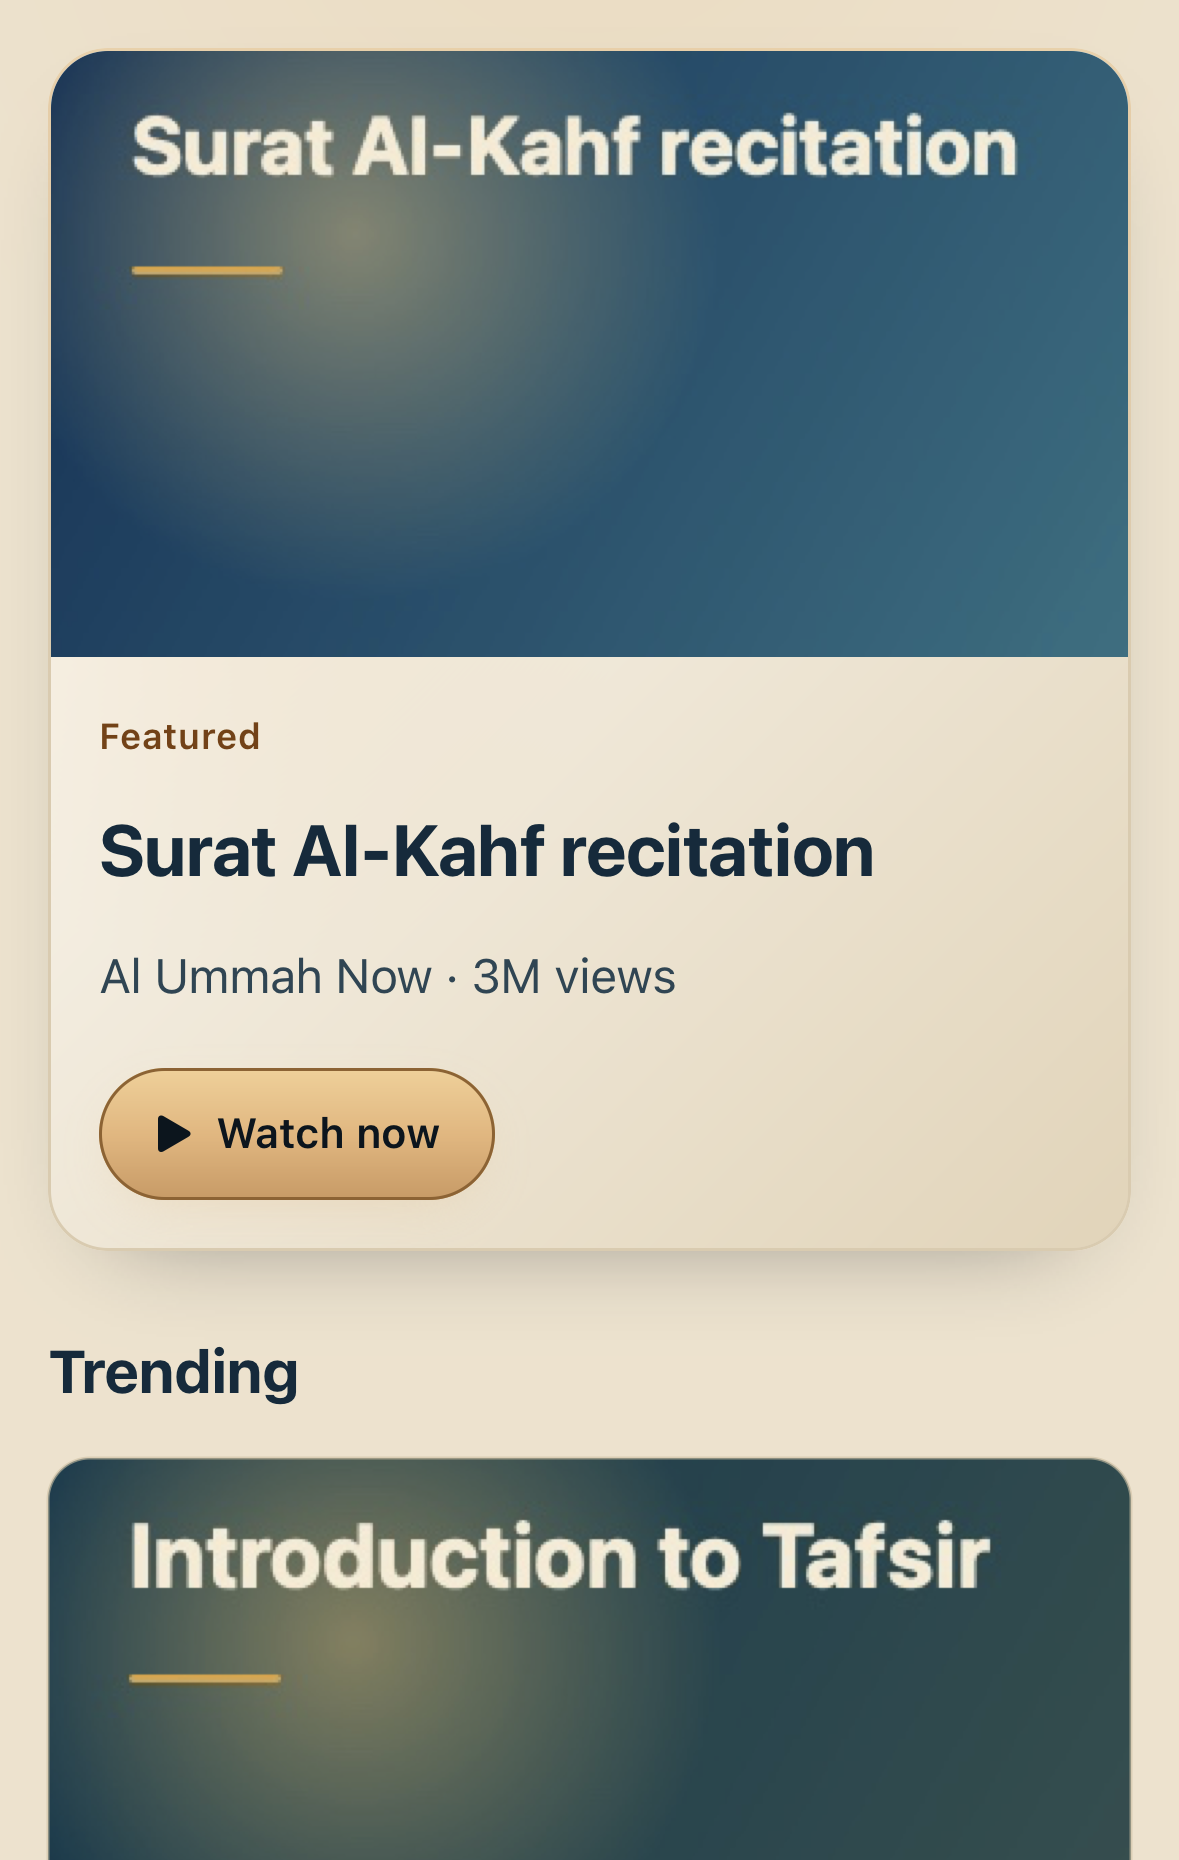 Surat Al-Kahf recitation
Featured
Surat Al-Kahf recitation
Al Ummah Now · 3M views
Watch now
Trending
Introduction to Tafsir